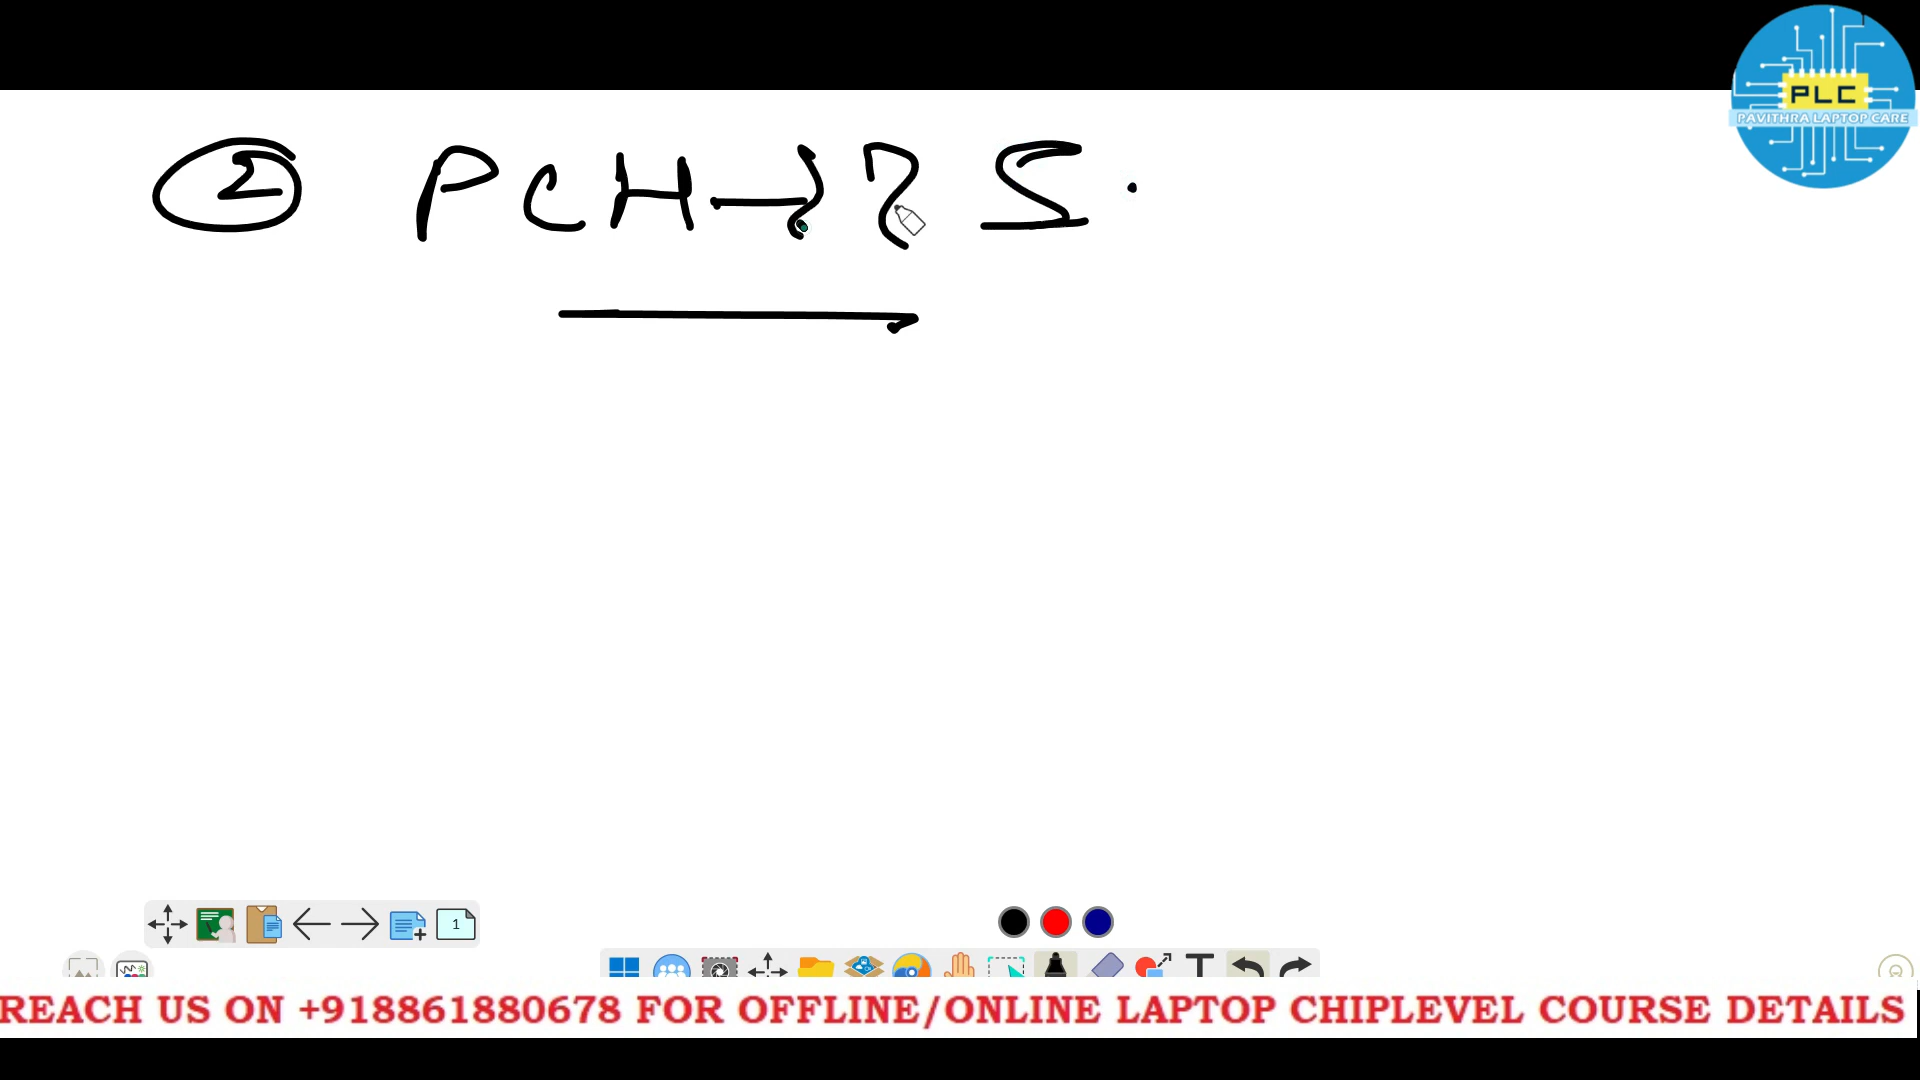 PLC
PAVITHRA LAPTOP CARE
2 PCH → S
1
T
REACH US ON +918861880678 FOR OFFLINE/ONLINE LAPTOP CHIPLEVEL COURSE DETAILS